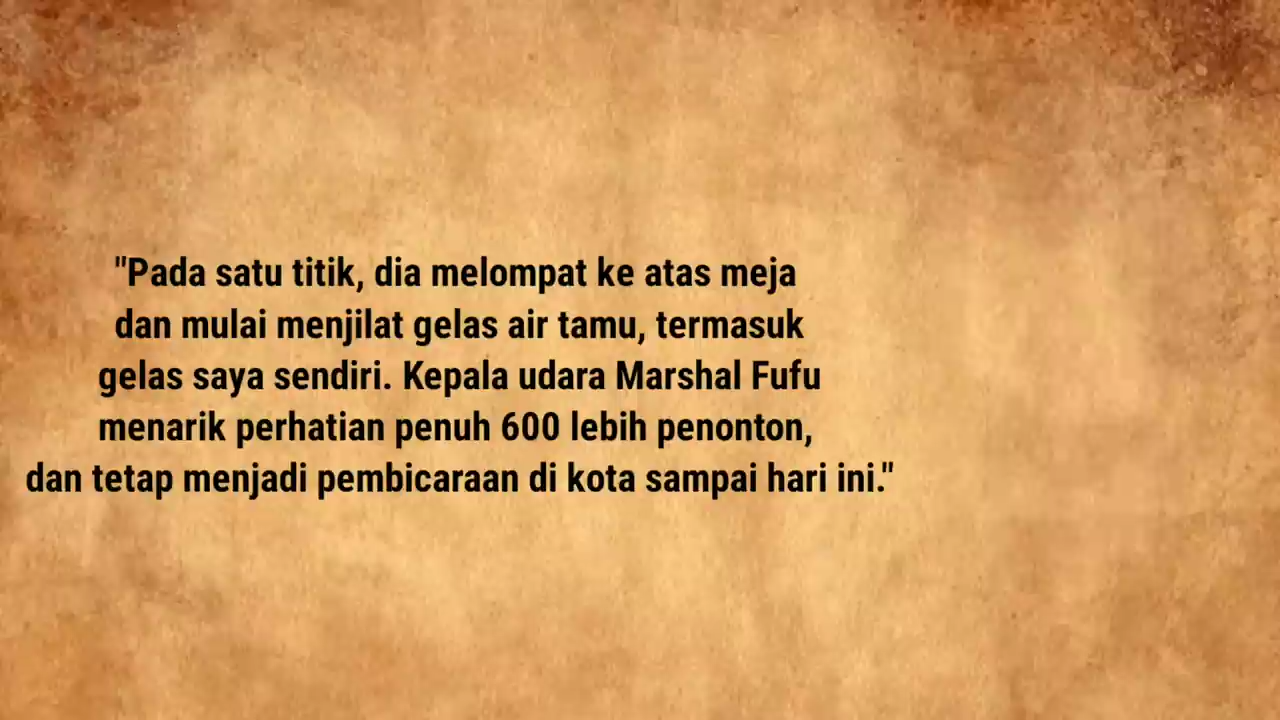 "Pada satu titik, dia melompat ke atas meja
dan mulai menjilat gelas air tamu, termasuk
gelas saya sendiri. Kepala udara Marshal Fufu
menarik perhatian penuh 600 lebih penonton,
dan tetap menjadi pembicaraan di kota sampai hari ini."